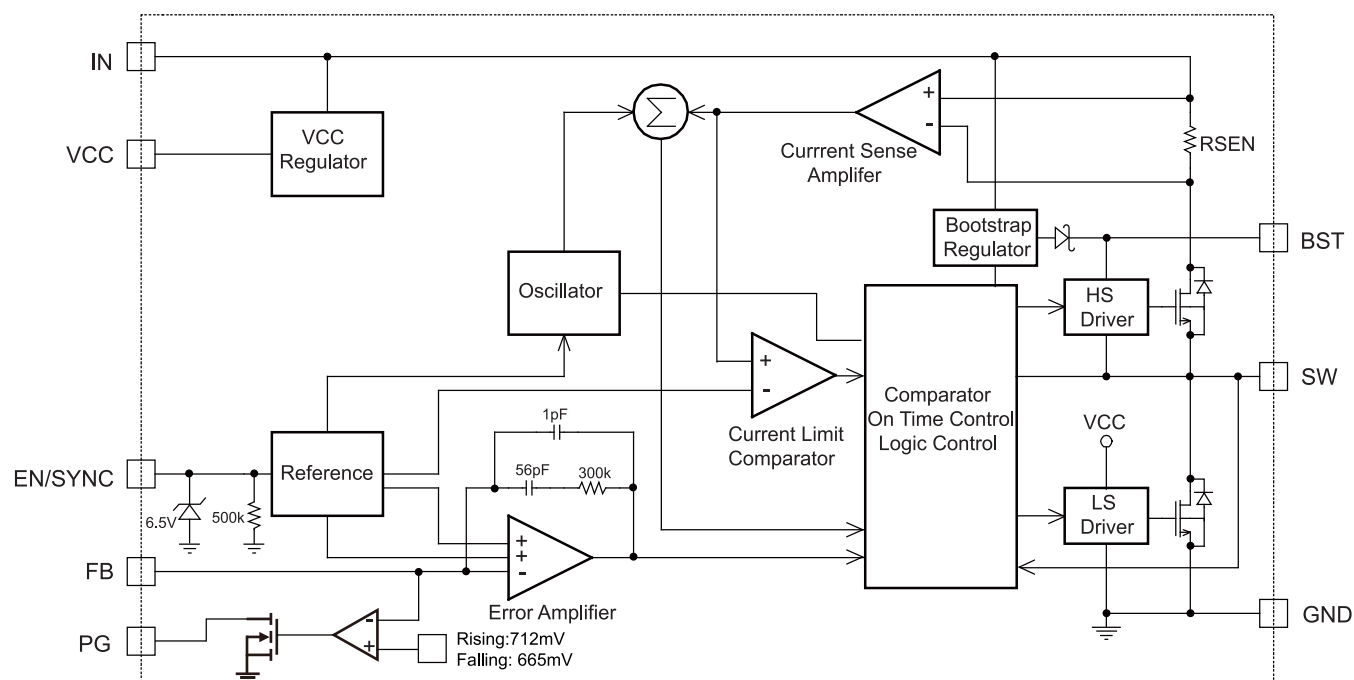 IN
VCC
Regulator
VCC
Σ
+
-
Currrent Sense
Amplifer
RSEN
Bootstrap
Regulator
BST
Oscillator
HS
Driver
+
-
Current Limit
Comparator
Comparator
On Time Control
Logic Control
SW
VCC
1pF
56pF
300k
EN/SYNC
Reference
6.5V
500k
LS
Driver
+
+
-
FB
Error Amplifier
PG
-
+
Rising:712mV
Falling: 665mV
GND